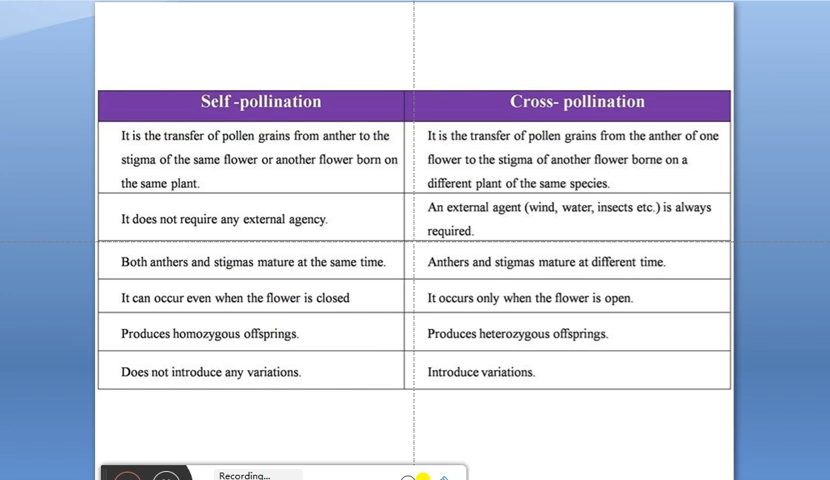 Self -pollination
Cross- pollination
It is the transfer of pollen grains from anther to the
stigma of the same flower or another flower born on
the same plant.
It is the transfer of pollen grains from the anther of one
flower to the stigma of another flower borne on a
different plant of the same species.
It does not require any external agency.
An external agent (wind, water, insects etc.) is always
required.
Both anthers and stigmas mature at the same time.
Anthers and stigmas mature at different time.
It can occur even when the flower is closed
It occurs only when the flower is open.
Produces homozygous offsprings.
Produces heterozygous offsprings.
Does not introduce any variations.
Introduce variations.
Recording...